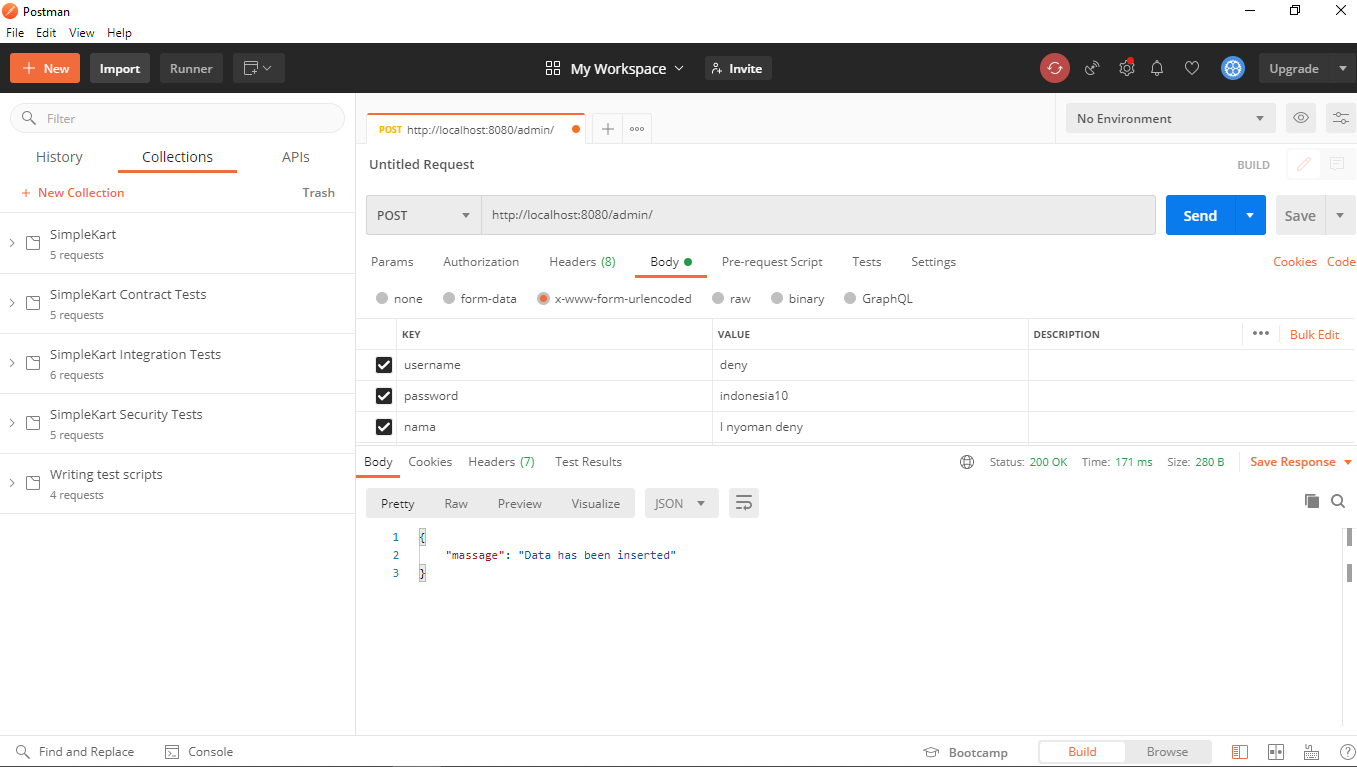 Postman
File Edit View Help
New Import Runner My Workspace Invite Upgrade
Filter
History Collections APIs
+ New Collection Trash
SimpleKart
5 requests
SimpleKart Contract Tests
5 requests
SimpleKart Integration Tests
6 requests
SimpleKart Security Tests
5 requests
Writing test scripts
4 requests
POST http://localhost:8080/admin/
No Environment
Untitled Request BUILD
POST http://localhost:8080/admin/ Send Save
Params Authorization Headers (8) Body Pre-request Script Tests Settings Cookies Code
none form-data x-www-form-urlencoded raw binary GraphQL
KEY VALUE DESCRIPTION ••• Bulk Edit
username deny
password indonesia10
nama I nyoman deny
Body Cookies Headers (7) Test Results Status: 200 OK Time: 171 ms Size: 280 B Save Response
Pretty Raw Preview Visualize JSON
1 {
2 "massage": "Data has been inserted"
3 }
Find and Replace Console Bootcamp Build Browse